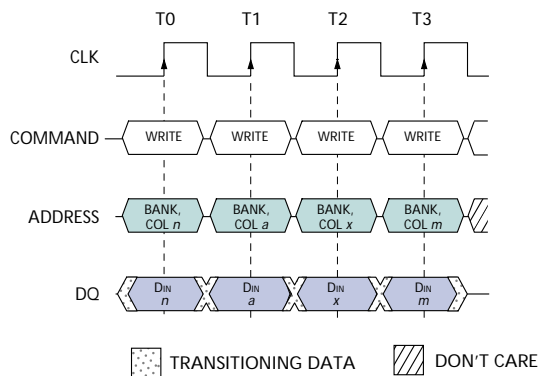 T0 T1 T2 T3
CLK
COMMAND WRITE WRITE WRITE WRITE
ADDRESS BANK, COL n BANK, COL a BANK, COL x BANK, COL m
DQ DIN n DIN a DIN x DIN m
TRANSITIONING DATA DON'T CARE